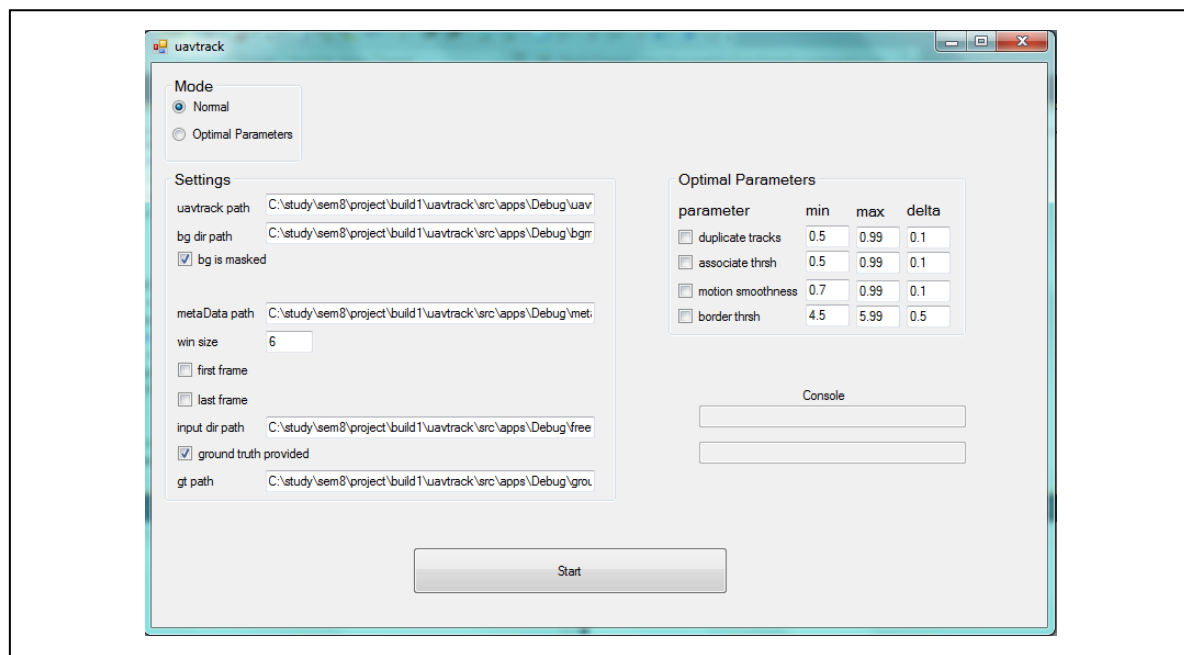 uavtrack
Mode
Normal
Optimal Parameters
Settings
uavtrack path C:\study\sem8\project\build1\uavtrack\src\apps\Debug\uav
bg dir path C:\study\sem8\project\build1\uavtrack\src\apps\Debug\bgm
bg is masked
metaData path C:\study\sem8\project\build1\uavtrack\src\apps\Debug\meta
win size 6
first frame
last frame
input dir path C:\study\sem8\project\build1\uavtrack\src\apps\Debug\free
ground truth provided
gt path C:\study\sem8\project\build1\uavtrack\src\apps\Debug\grou
Optimal Parameters
parameter min max delta
duplicate tracks 0.5 0.99 0.1
associate thrsh 0.5 0.99 0.1
motion smoothness 0.7 0.99 0.1
border thrsh 4.5 5.99 0.5
Console
Start